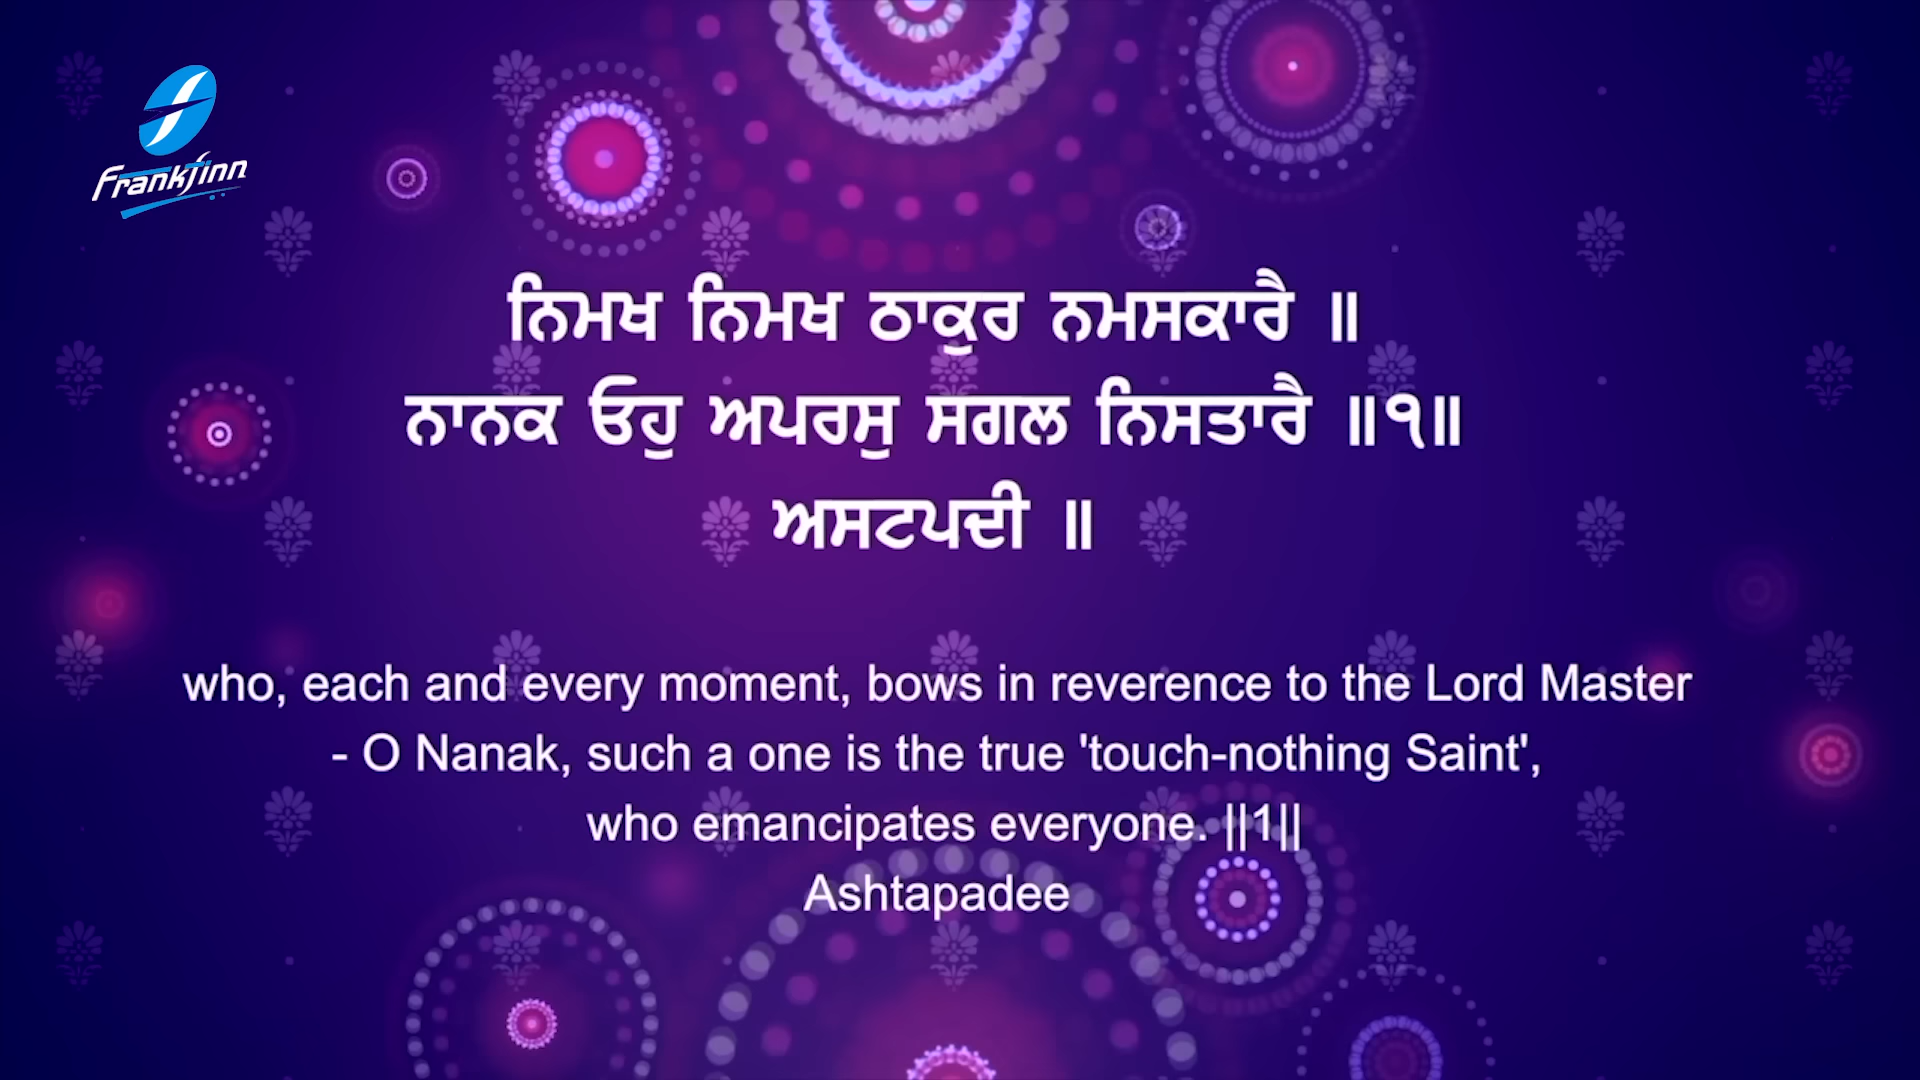 Frankfinn
ਨਿਮਖ ਨਿਮਖ ਠਾਕੁਰ ਨਮਸਕਾਰੈ ॥
ਨਾਨਕ ਓਹੁ ਅਪਰਸੁ ਸਗਲ ਨਿਸਤਾਰੈ ॥੧॥
ਅਸਟਪਦੀ ॥
who, each and every moment, bows in reverence to the Lord Master
- O Nanak, such a one is the true 'touch-nothing Saint',
who emancipates everyone. ||1||
Ashtapadee